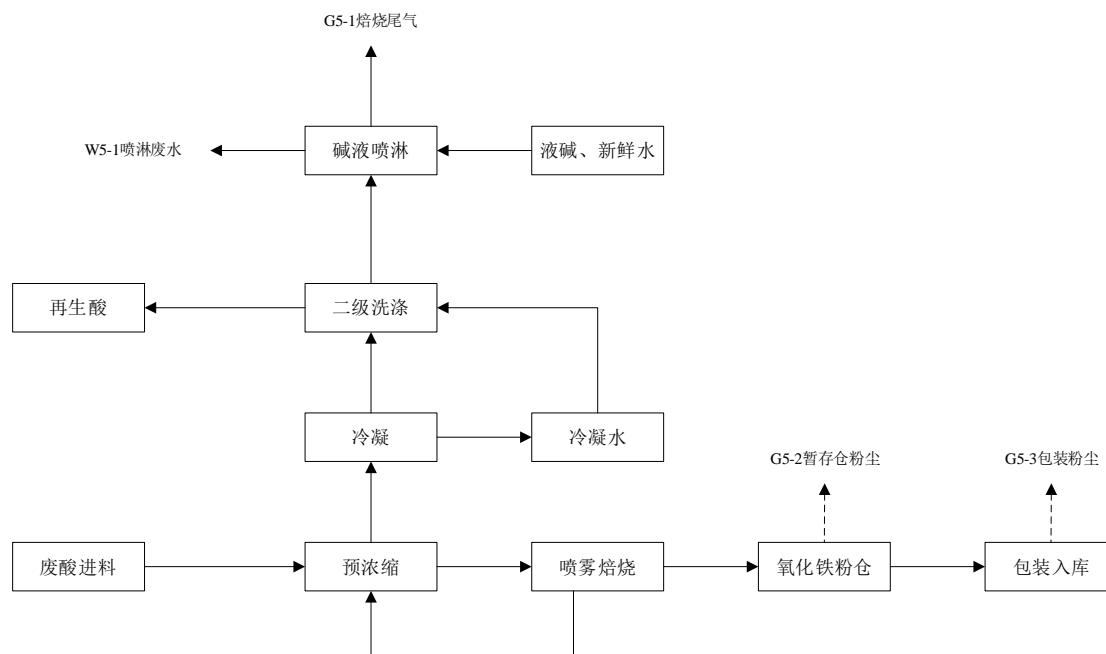 G5-1焙烧尾气
W5-1喷淋废水
碱液喷淋
液碱、新鲜水
再生酸
二级洗涤
冷凝
冷凝水
G5-2暂存仓粉尘
G5-3包装粉尘
废酸进料
预浓缩
喷雾焙烧
氧化铁粉仓
包装入库